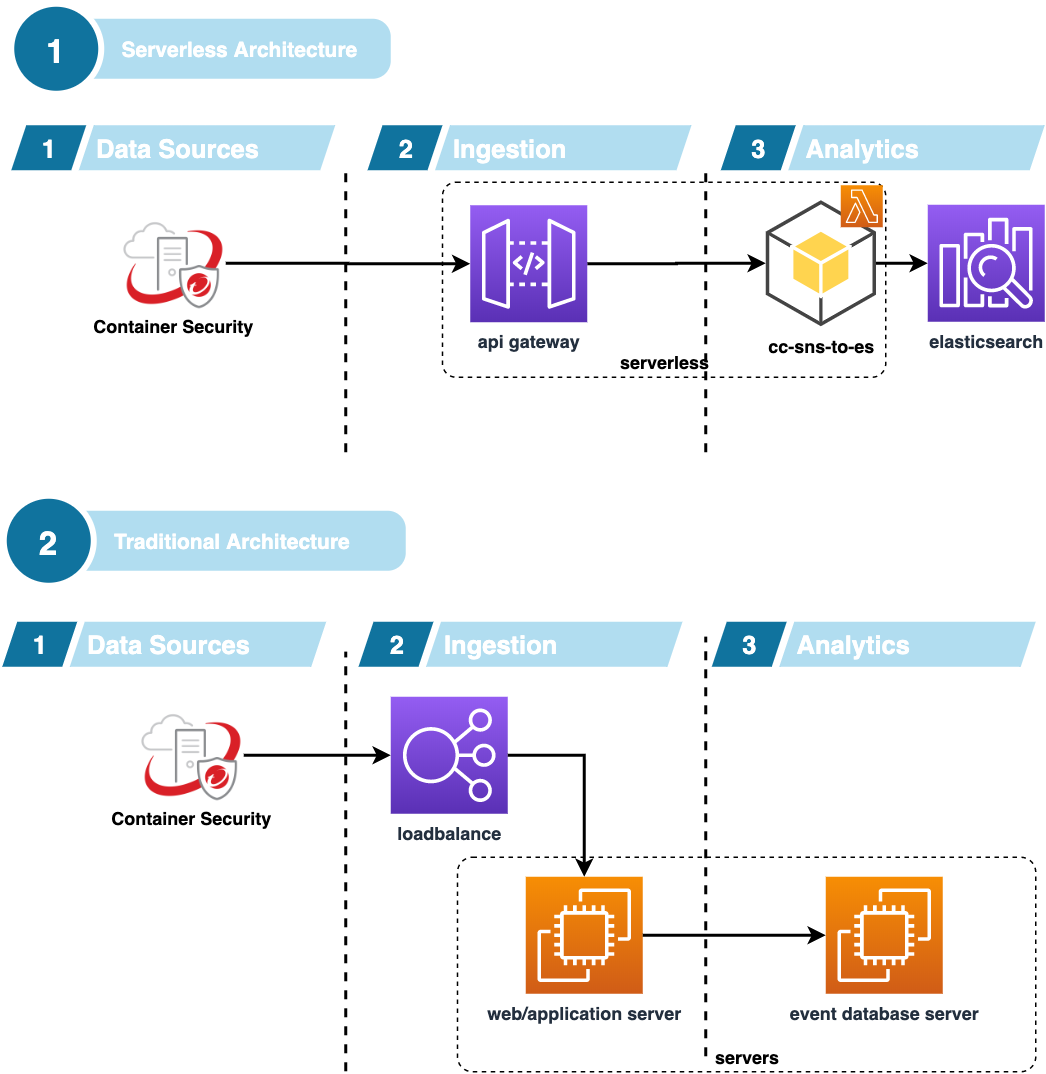 1 Serverless Architecture
1 Data Sources 2 Ingestion 3 Analytics
</>
Container Security
api gateway
cc-sns-to-es
elasticsearch
serverless
2 Traditional Architecture
1 Data Sources 2 Ingestion 3 Analytics
Container Security
loadbalance
web/application server
event database server
servers